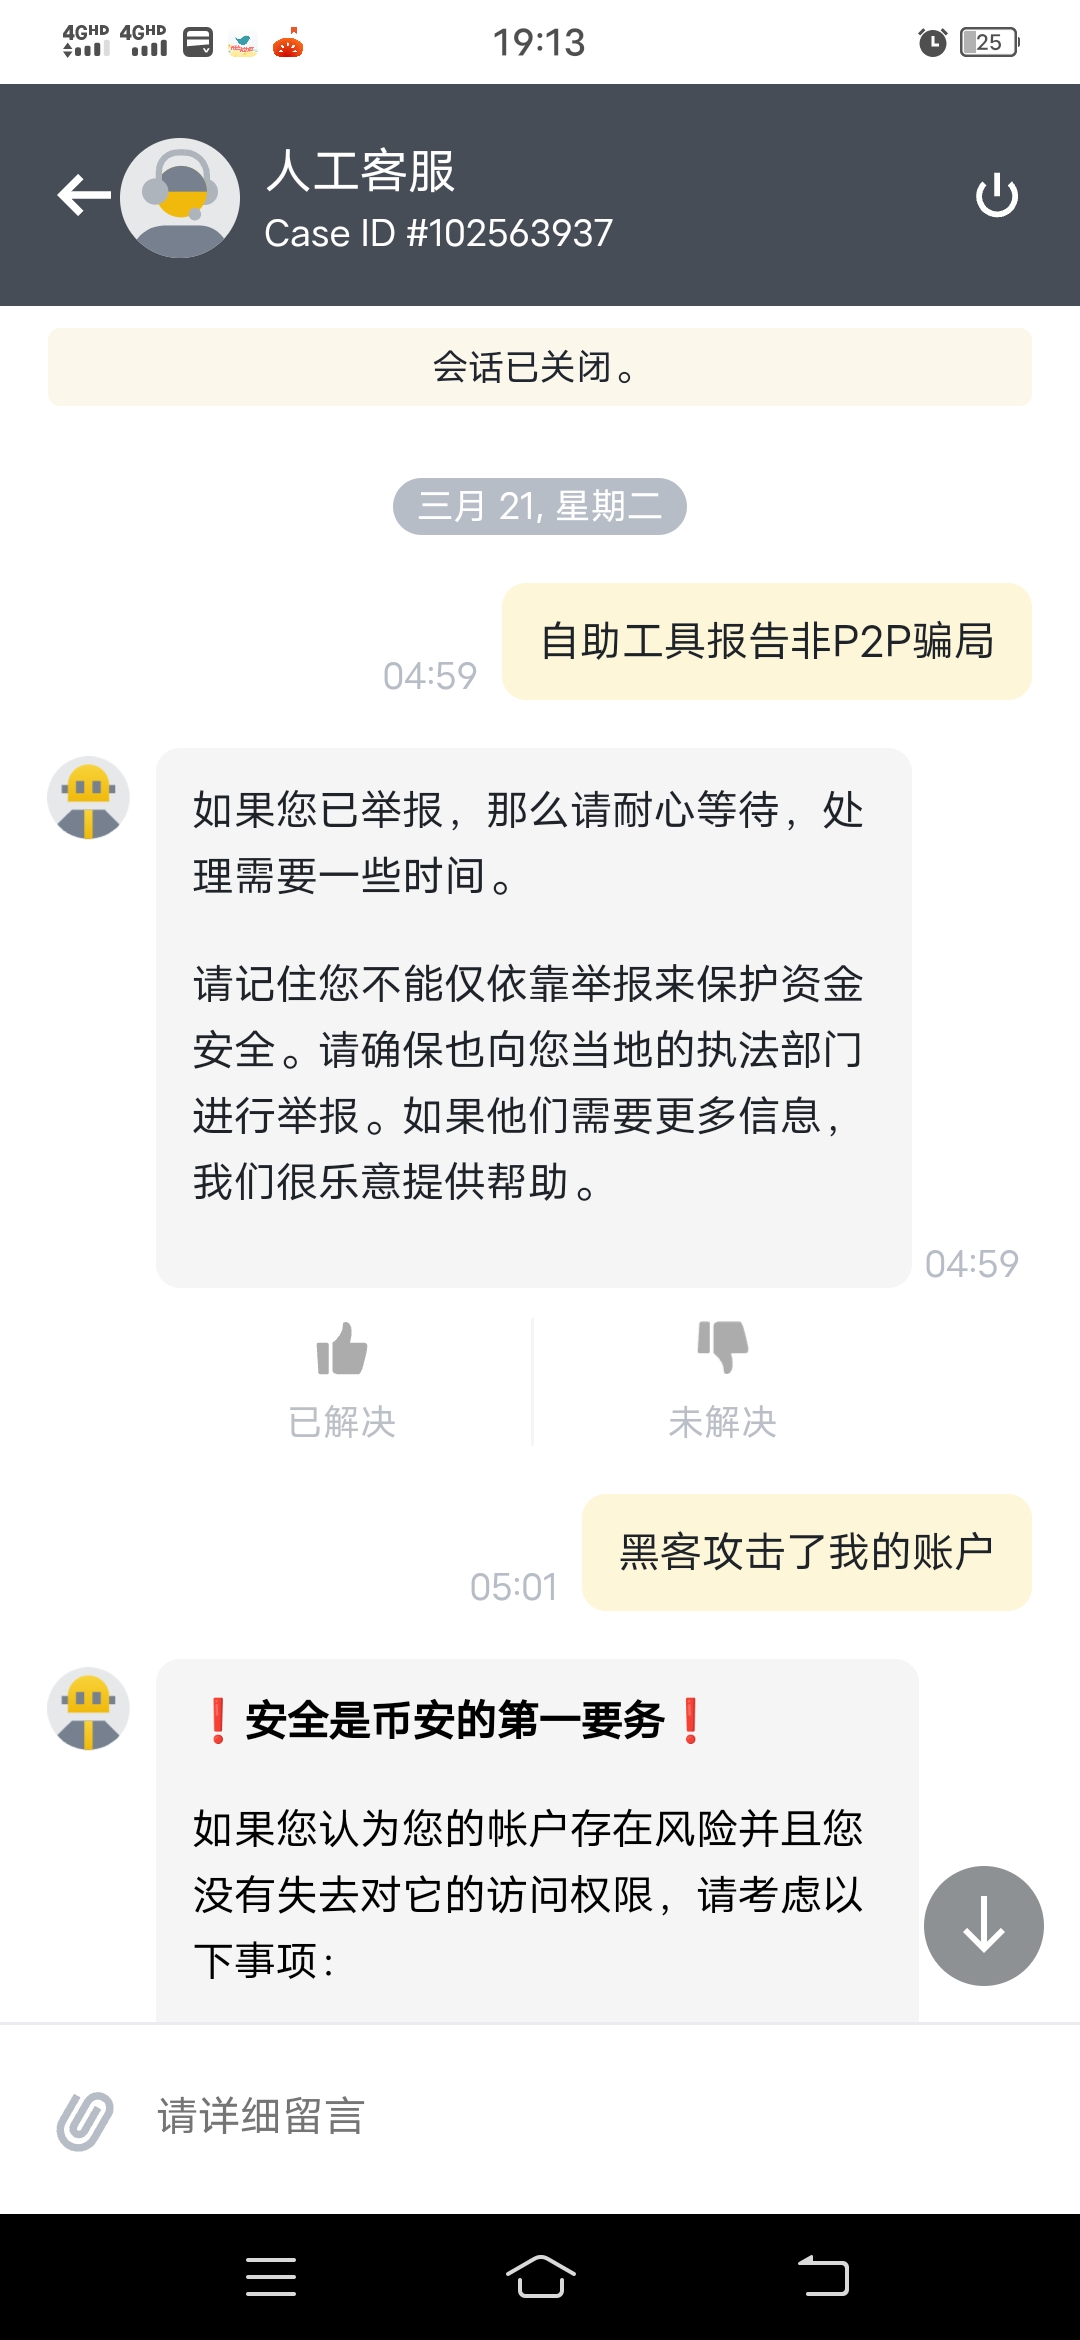 4GHD 4GHD 19:13 25
人工客服
Case ID #102563937
会话已关闭。
三月 21, 星期二
自助工具报告非P2P骗局
04:59
如果您已举报，那么请耐心等待，处
理需要一些时间。
请记住您不能仅依靠举报来保护资金
安全。请确保也向您当地的执法部门
进行举报。如果他们需要更多信息，
我们很乐意提供帮助。
04:59
已解决 未解决
黑客攻击了我的账户
05:01
❗安全是币安的第一要务❗
如果您认为您的帐户存在风险并且您
没有失去对它的访问权限，请考虑以
下事项：
请详细留言